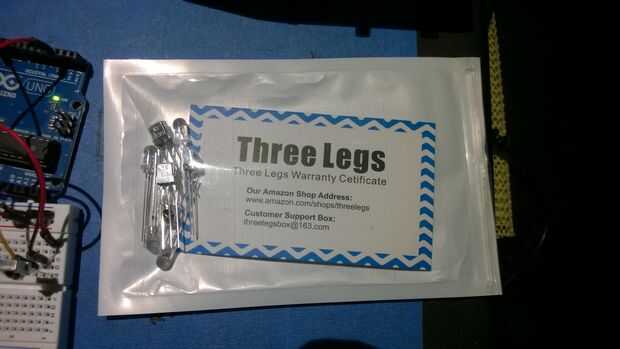 UNO
Three Legs
Three Legs Warranty Cetificate
Our Amazon Shop Address:
www.amazon.com/shops/threelegs
Customer Support Box:
threelegsbox@163.com